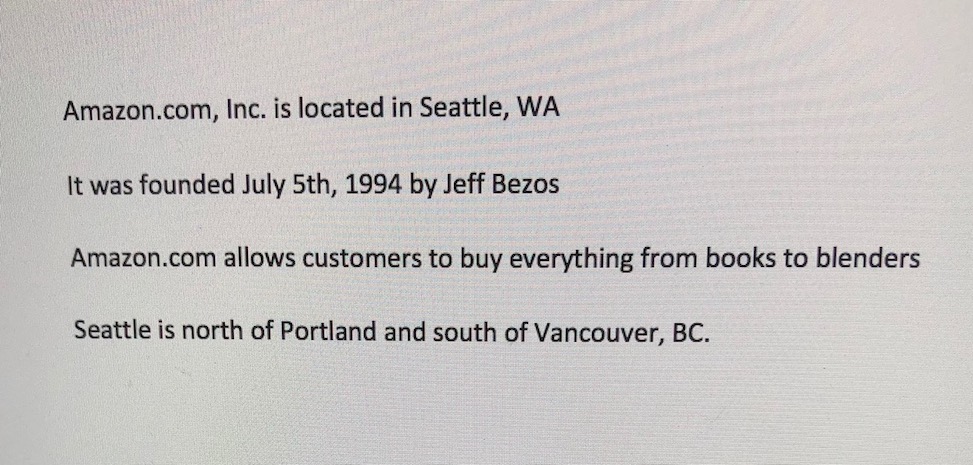 Amazon.com, Inc. is located in Seattle, WA
It was founded July 5th, 1994 by Jeff Bezos
Amazon.com allows customers to buy everything from books to blenders
Seattle is north of Portland and south of Vancouver, BC.